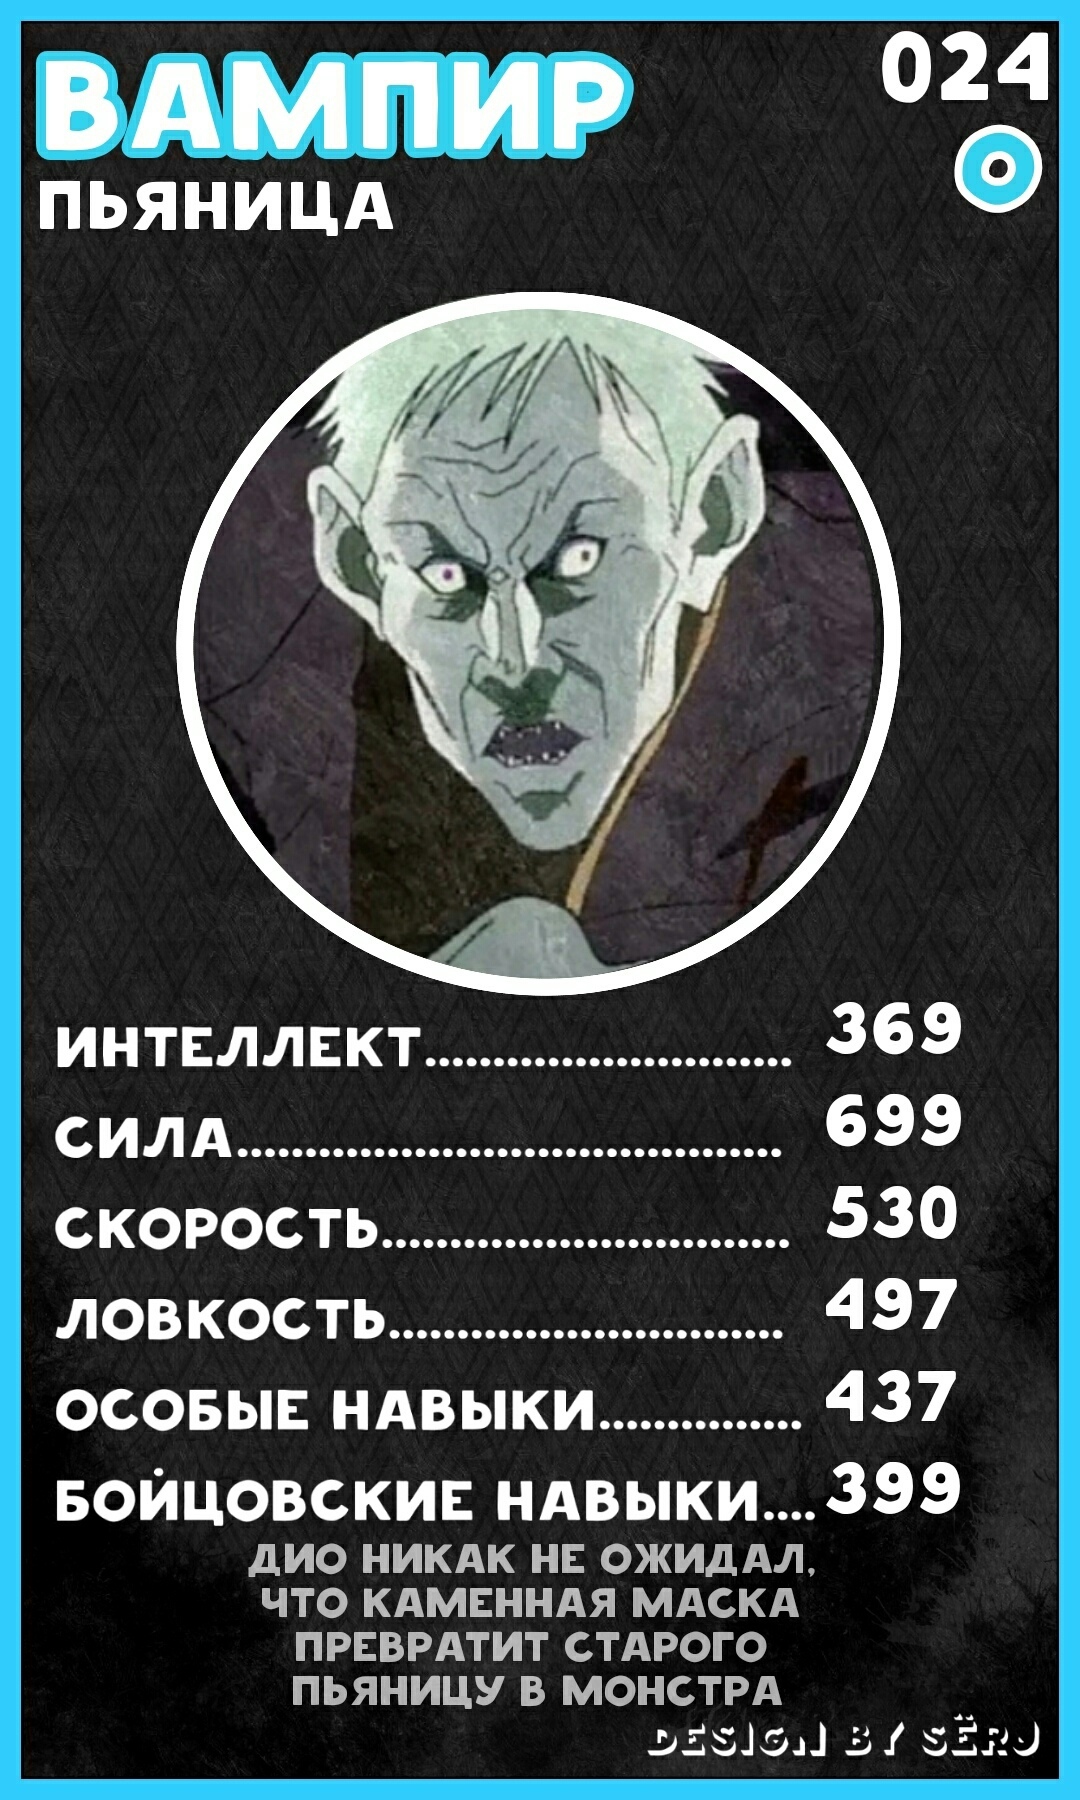 ВАМПИР
024
ПЬЯНИЦА
ИНТЕЛЛЕКТ........................... 369
СИЛА........................................ 699
СКОРОСТЬ.............................. 530
ЛОВКОСТЬ............................. 497
ОСОБЫЕ НАВЫКИ............... 437
БОЙЦОВСКИЕ НАВЫКИ.... 399
ДИО НИКАК НЕ ОЖИДАЛ,
ЧТО КАМЕННАЯ МАСКА
ПРЕВРАТИТ СТАРОГО
ПЬЯНИЦУ В МОНСТРА
DESIGN BY SЁRJ